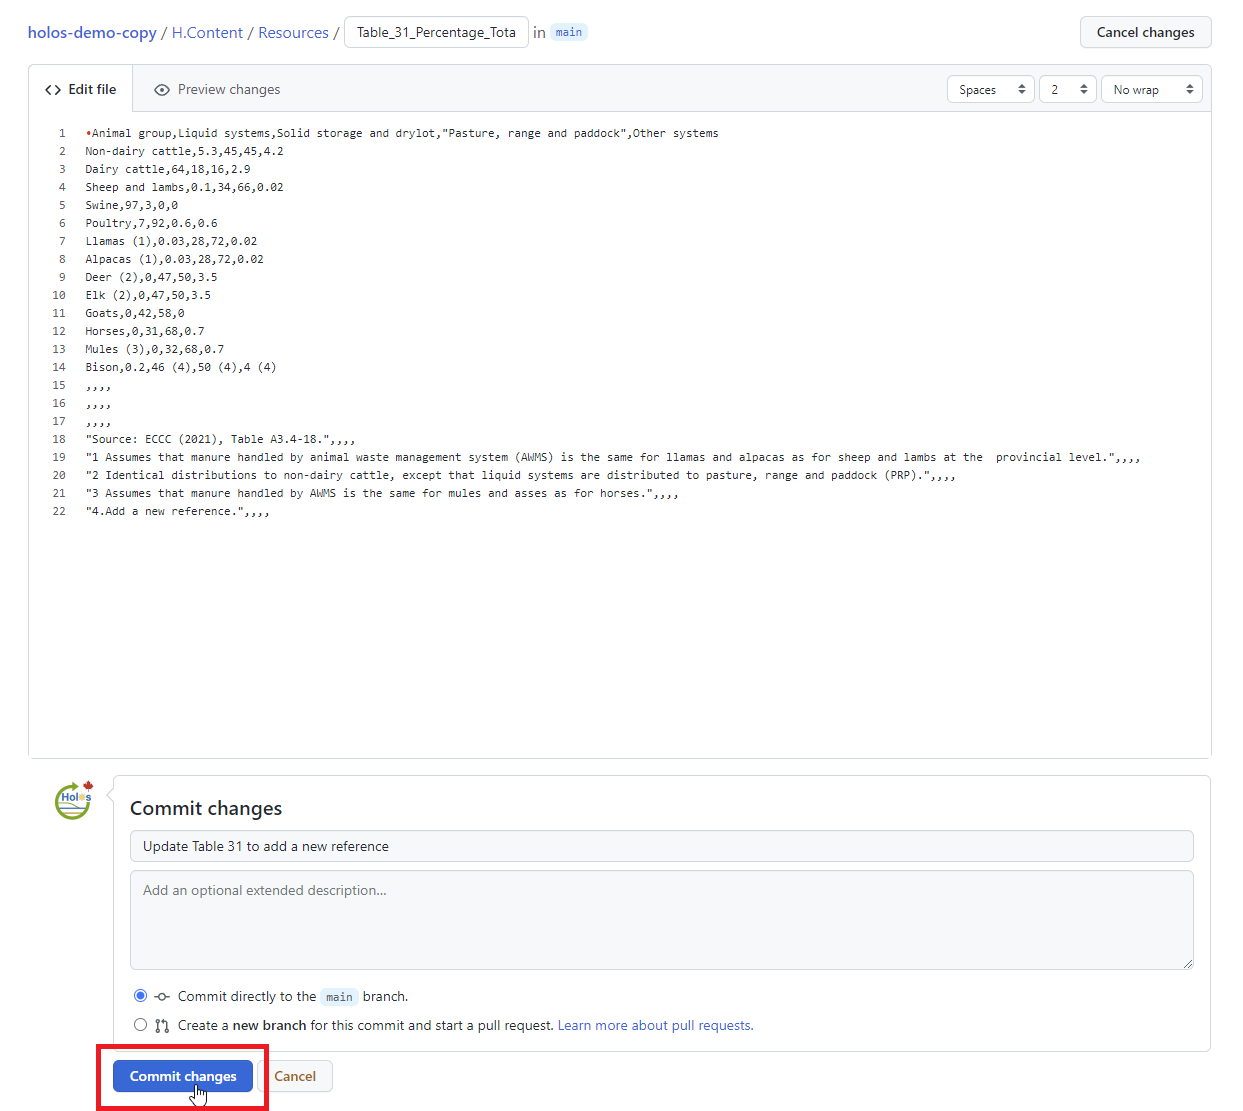 holos-demo-copy / H.Content / Resources / Table_31_Percentage_Tota in main
Cancel changes
Edit file
Preview changes
Spaces
2
No wrap
1 •Animal group,Liquid systems,Solid storage and drylot,"Pasture, range and paddock",Other systems
2 Non-dairy cattle,5.3,45,45,4.2
3 Dairy cattle,64,18,16,2.9
4 Sheep and lambs,0.1,34,66,0.02
5 Swine,97,3,0,0
6 Poultry,7,92,0.6,0.6
7 Llamas (1),0.03,28,72,0.02
8 Alpacas (1),0.03,28,72,0.02
9 Deer (2),0,47,50,3.5
10 Elk (2),0,47,50,3.5
11 Goats,0,42,58,0
12 Horses,0,31,68,0.7
13 Mules (3),0,32,68,0.7
14 Bison,0.2,46 (4),50 (4),4 (4)
15 ,,,,
16 ,,,,
17 ,,,,
18 "Source: ECCC (2021), Table A3.4-18.",,,,
19 "1 Assumes that manure handled by animal waste management system (AWMS) is the same for llamas and alpacas as for sheep and lambs at the  provincial level.",,,,
20 "2 Identical distributions to non-dairy cattle, except that liquid systems are distributed to pasture, range and paddock (PRP).",,,,
21 "3 Assumes that manure handled by AWMS is the same for mules and asses as for horses.",,,,
22 "4.Add a new reference.",,,,
Holos
Commit changes
Update Table 31 to add a new reference
Add an optional extended description...
Commit directly to the main branch.
Create a new branch for this commit and start a pull request. Learn more about pull requests.
Commit changes
Cancel